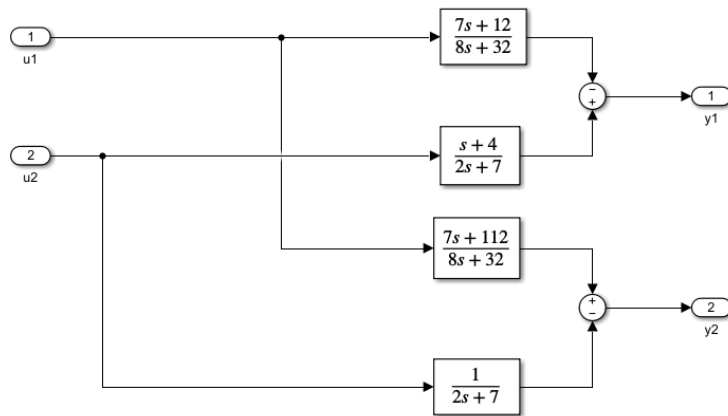 1
u1
7s + 12
8s + 32
−
+
1
y1
2
u2
s + 4
2s + 7
7s + 112
8s + 32
+
−
2
y2
1
2s + 7